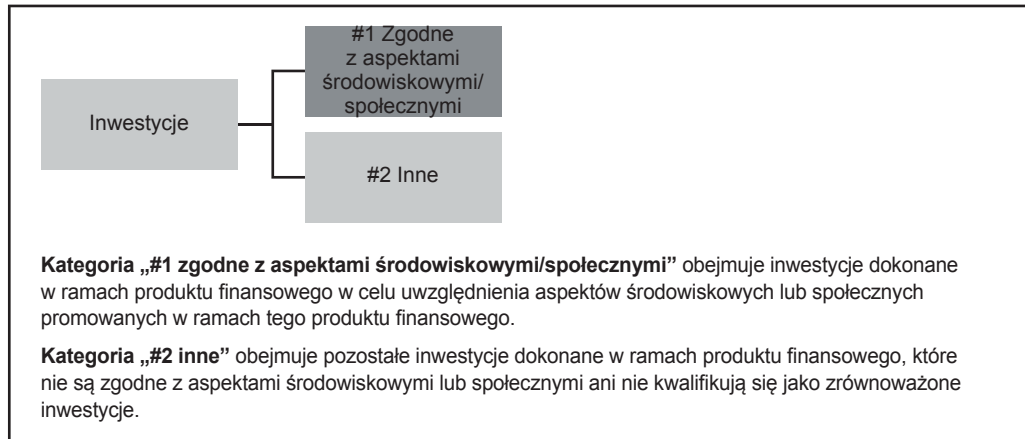 #1 Zgodne
z aspektami
środowiskowymi/
społecznymi
Inwestycje
#2 Inne
Kategoria „#1 zgodne z aspektami środowiskowymi/społecznymi” obejmuje inwestycje dokonane
w ramach produktu finansowego w celu uwzględnienia aspektów środowiskowych lub społecznych
promowanych w ramach tego produktu finansowego.
Kategoria „#2 inne” obejmuje pozostałe inwestycje dokonane w ramach produktu finansowego, które
nie są zgodne z aspektami środowiskowymi lub społecznymi ani nie kwalifikują się jako zrównoważone
inwestycje.